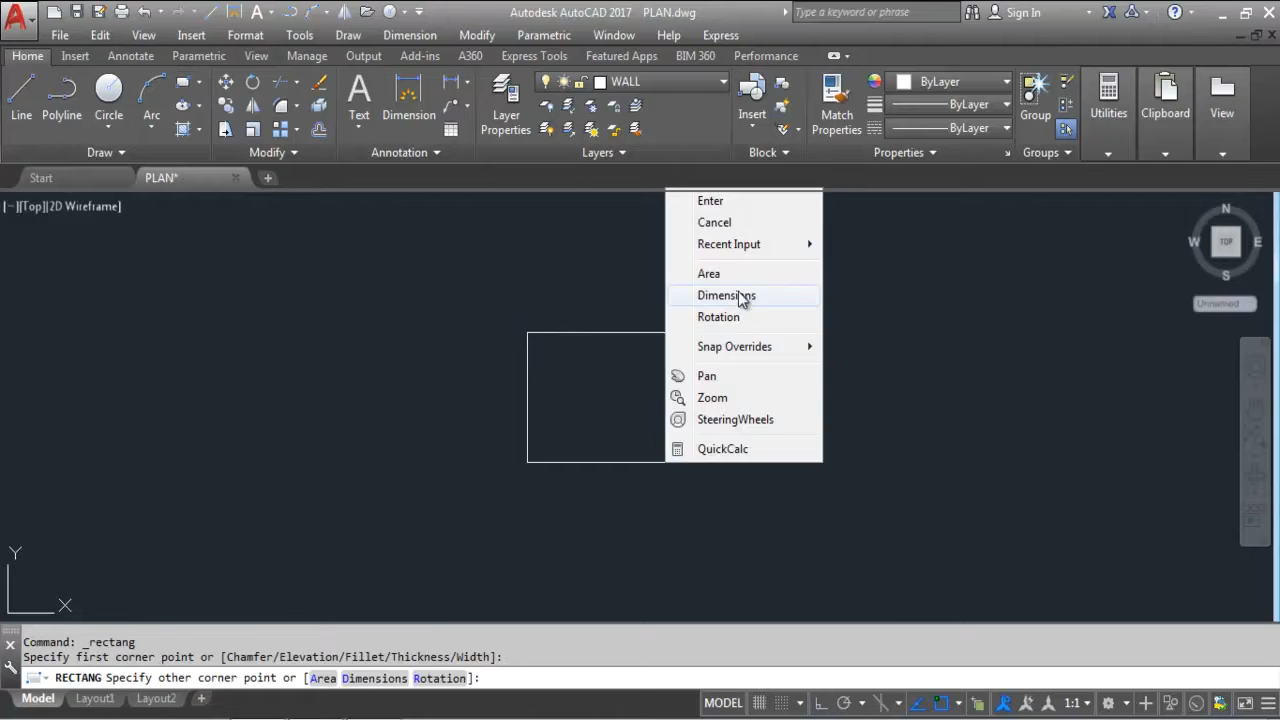 Autodesk AutoCAD 2017 PLAN.dwg
Type a keyword or phrase
Sign In
File Edit View Insert Format Tools Draw Dimension Modify Parametric Window Help Express
Home Insert Annotate Parametric View Manage Output Add-ins A360 Express Tools Featured Apps BIM 360 Performance
WALL
ByLayer
ByLayer
ByLayer
Line Polyline Circle Arc Text Dimension Layer Properties Insert Match Properties Group Utilities Clipboard View
Draw Modify Annotation Layers Block Properties Groups
Start PLAN*
[−][Top][2D Wireframe]
N
W TOP E
S
Unnamed
Enter
Cancel
Recent Input
Area
Dimensions
Rotation
Snap Overrides
Pan
Zoom
SteeringWheels
QuickCalc
Y
X
Command: _rectang
Specify first corner point or [Chamfer/Elevation/Fillet/Thickness/Width]:
RECTANG Specify other corner point or [Area Dimensions Rotation]:
Model Layout1 Layout2 +
MODEL 1:1